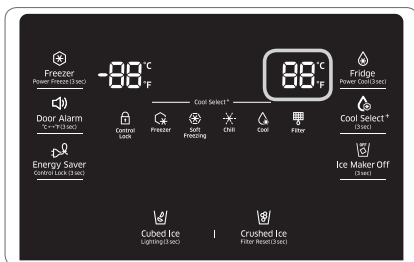 -88 °C °F
88 °C °F
Freezer
Power Freeze (3 sec)
Fridge
Power Cool (3 sec)
Cool Select+
Door Alarm
°C↔°F (3 sec)
Control
Lock
Freezer
Soft
Freezing
Chill
Cool
Filter
Cool Select+
(3 sec)
Energy Saver
Control Lock (3 sec)
OFF
Ice Maker Off
(3 sec)
Cubed Ice
Lighting (3 sec)
|
Crushed Ice
Filter Reset (3 sec)